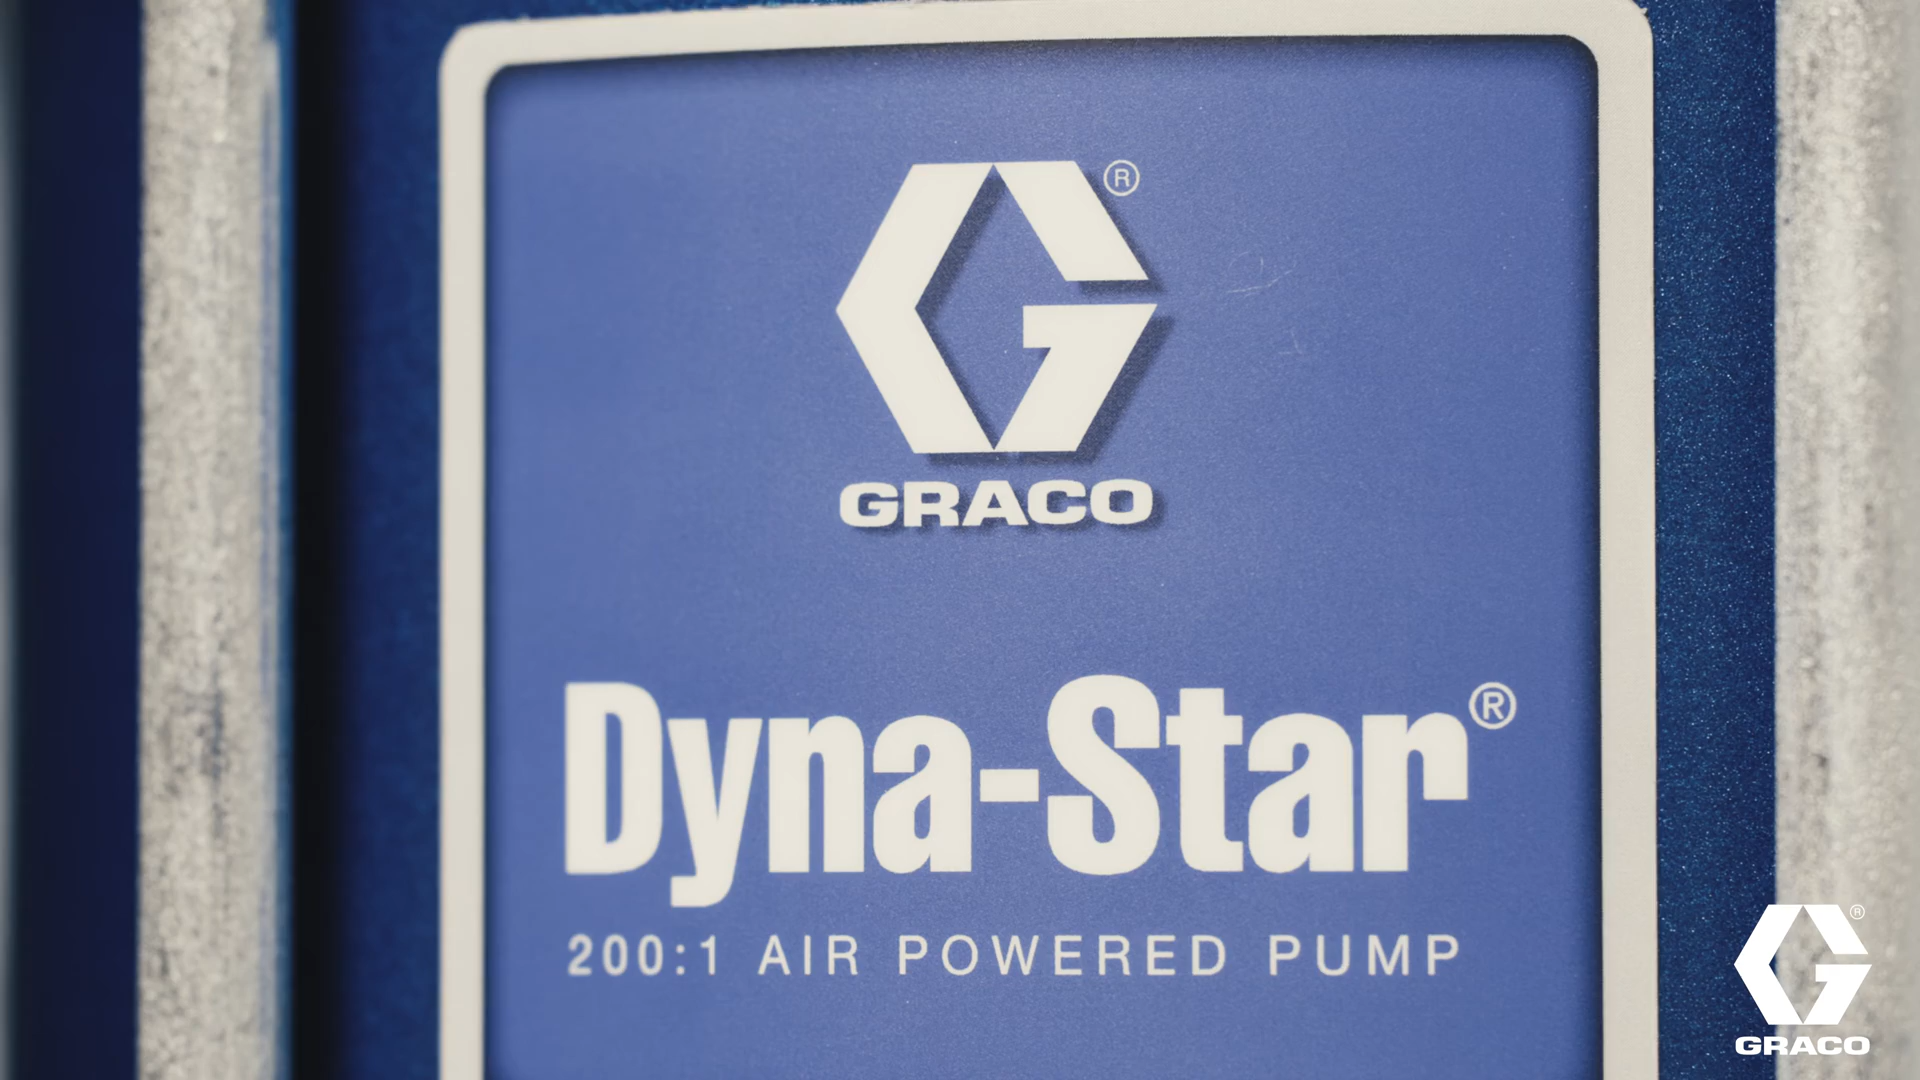 ®
GRACO
Dyna-Star®
200:1 AIR POWERED PUMP
®
GRACO